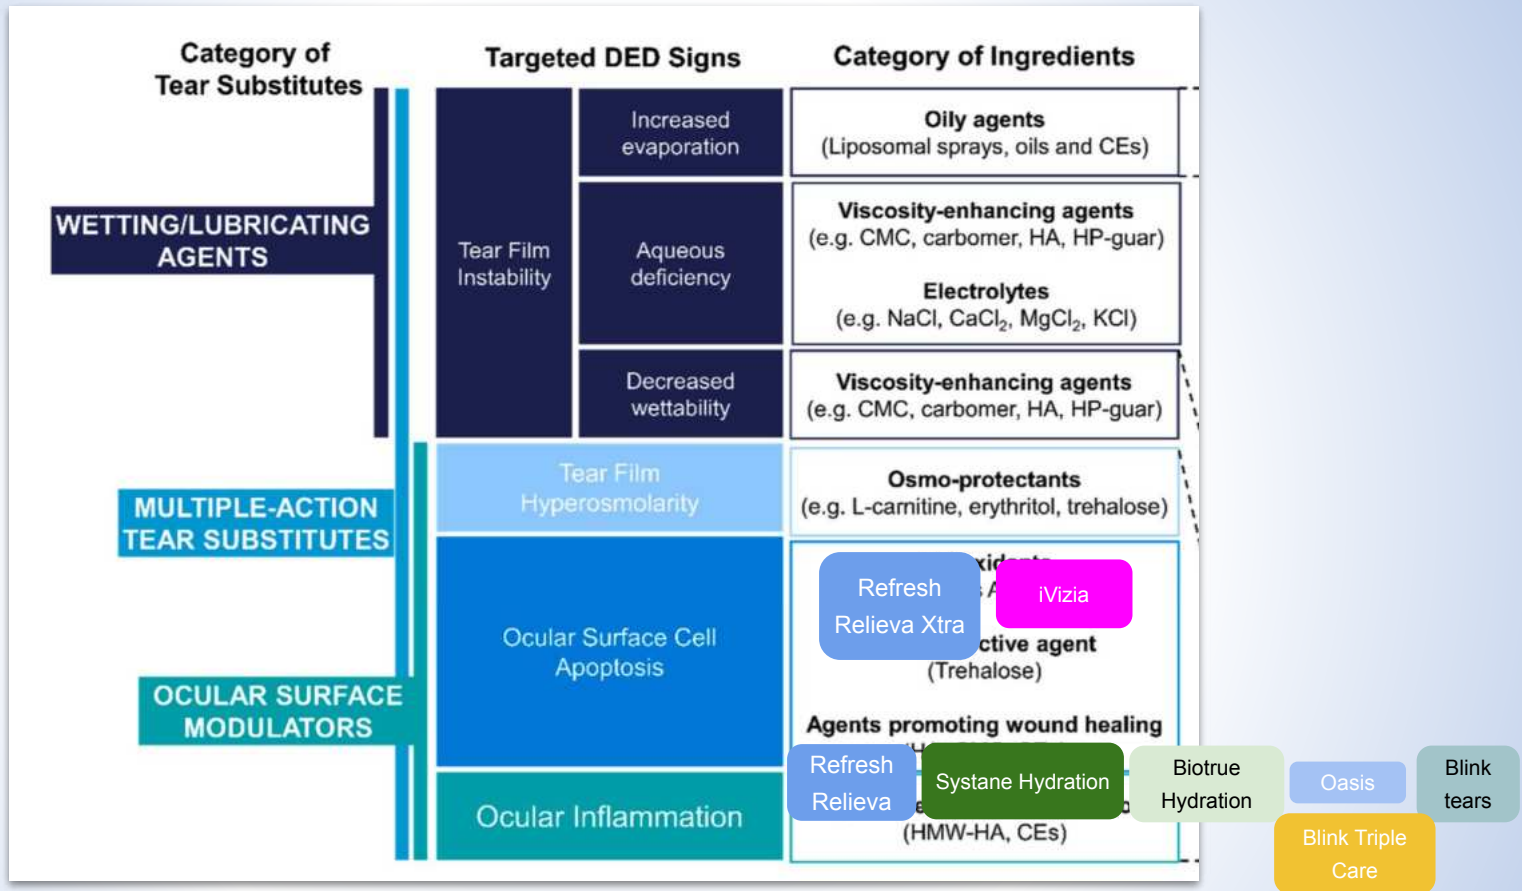 Category of
Tear Substitutes
Targeted DED Signs
Category of Ingredients
WETTING/LUBRICATING
AGENTS
MULTIPLE-ACTION
TEAR SUBSTITUTES
OCULAR SURFACE
MODULATORS
Tear Film
Instability
Increased
evaporation
Aqueous
deficiency
Decreased
wettability
Tear Film
Hyperosmolarity
Ocular Surface Cell
Apoptosis
Ocular Inflammation
Oily agents
(Liposomal sprays, oils and CEs)
Viscosity-enhancing agents
(e.g. CMC, carbomer, HA, HP-guar)
Electrolytes
(e.g. NaCl, CaCl₂, MgCl₂, KCl)
Viscosity-enhancing agents
(e.g. CMC, carbomer, HA, HP-guar)
Osmo-protectants
(e.g. L-carnitine, erythritol, trehalose)
Refresh
Relieva Xtra
iVizia
agent
(Trehalose)
Agents promoting wound healing
Refresh
Relieva
Systane Hydration
Biotrue
Hydration
Oasis
Blink
tears
(HMW-HA, CEs)
Blink Triple
Care